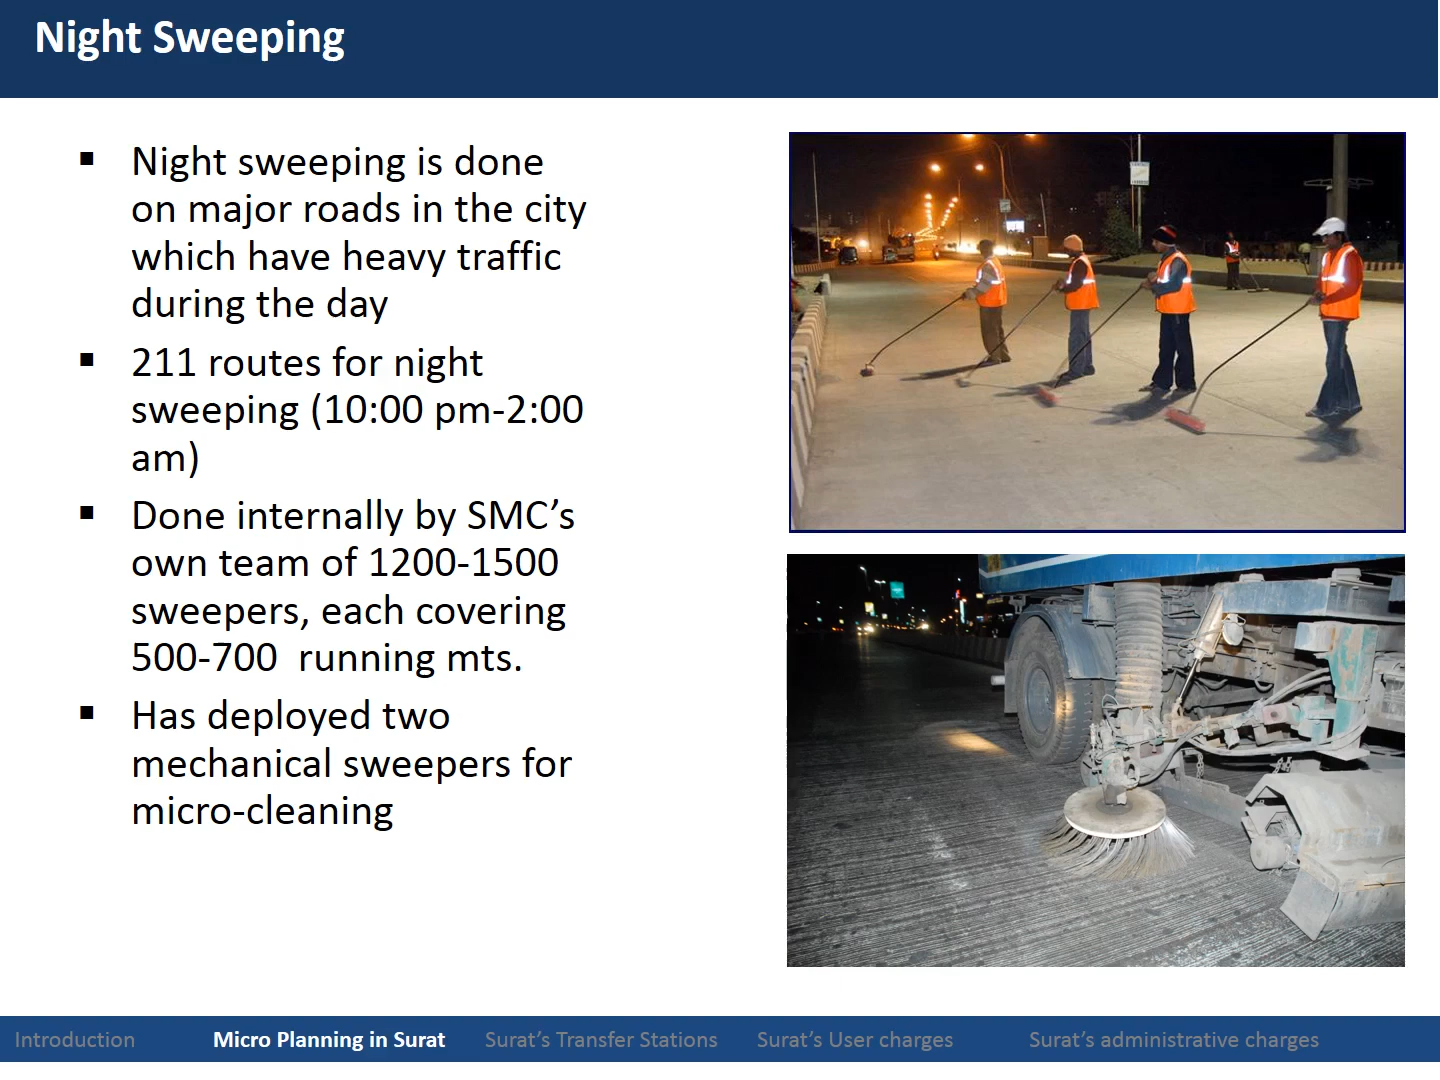 Night Sweeping
▪ Night sweeping is done
on major roads in the city
which have heavy traffic
during the day
▪ 211 routes for night
sweeping (10:00 pm-2:00
am)
▪ Done internally by SMC’s
own team of 1200-1500
sweepers, each covering
500-700  running mts.
▪ Has deployed two
mechanical sweepers for
micro-cleaning
Introduction Micro Planning in Surat Surat’s Transfer Stations Surat’s User charges Surat’s administrative charges